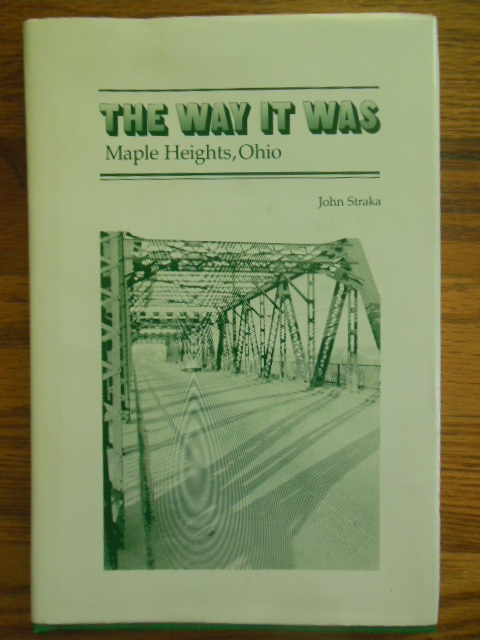 THE WAY IT WAS
Maple Heights, Ohio
John Straka